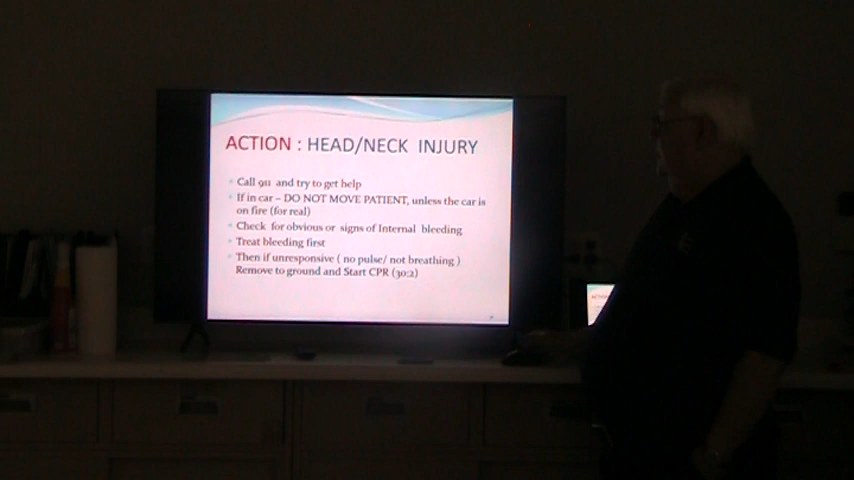 ACTION : HEAD/NECK INJURY
Call 911 and try to get help
If in car – DO NOT MOVE PATIENT, unless the car is
on fire (for real)
Check for obvious or signs of Internal bleeding
Treat bleeding first
Then if unresponsive ( no pulse/ not breathing )
Remove to ground and Start CPR (30:2)
ACTION